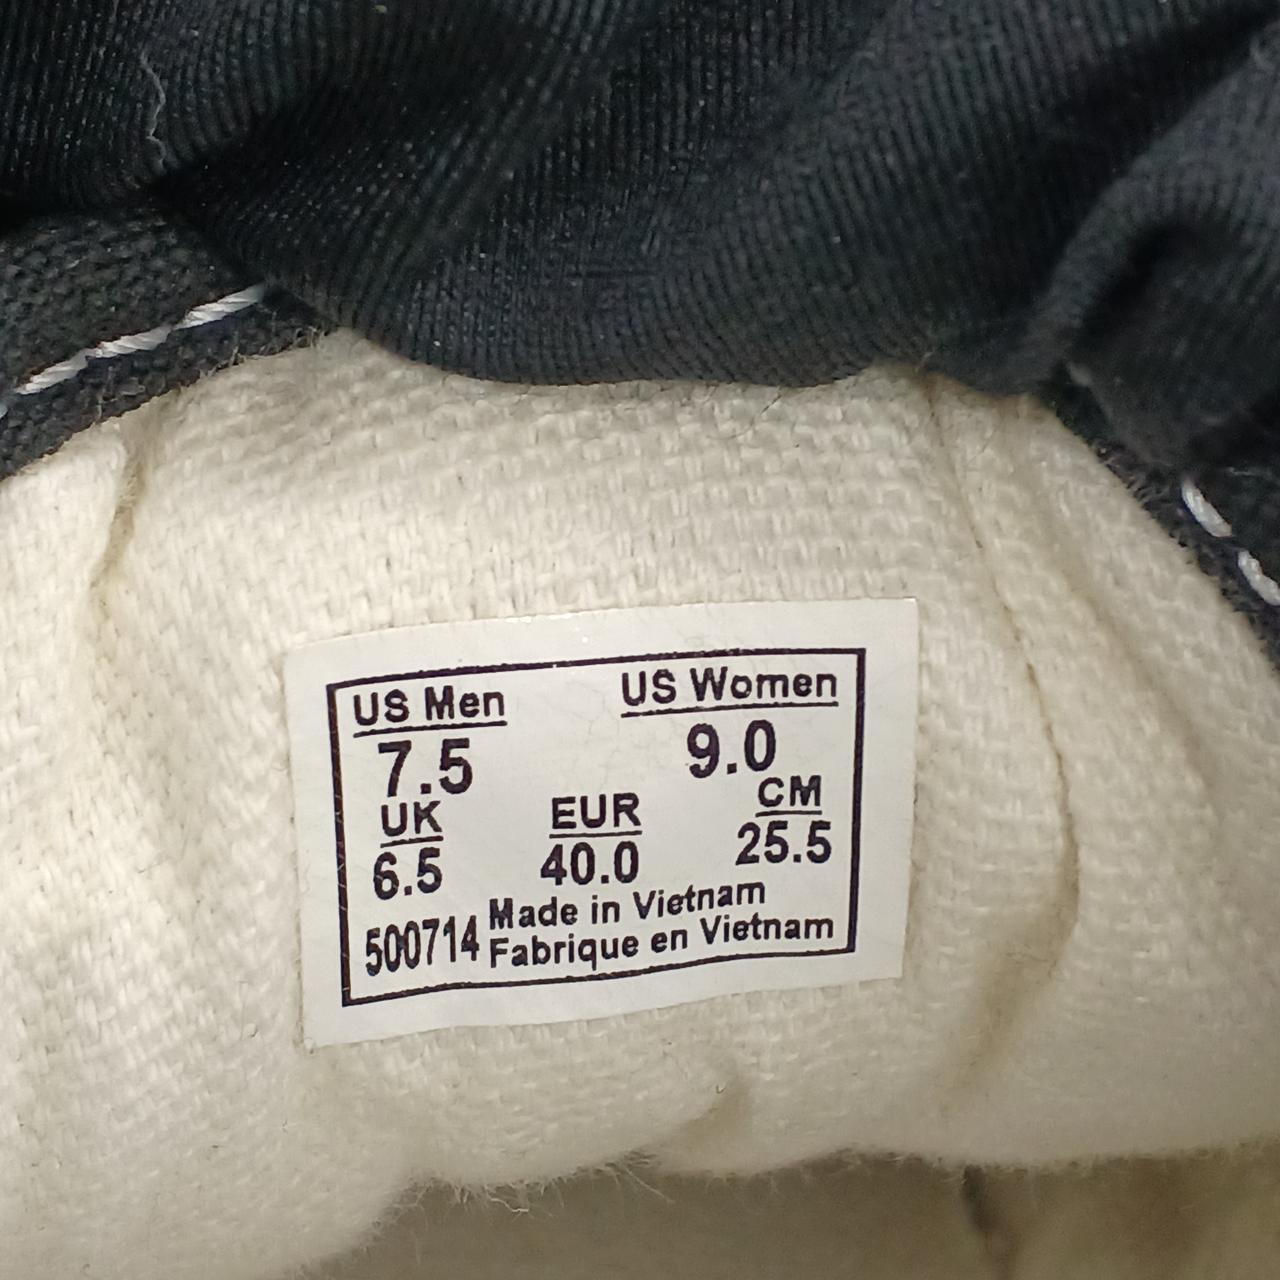 US Men US Women
7.5 9.0
UK EUR CM
6.5 40.0 25.5
500714 Made in Vietnam
Fabrique en Vietnam